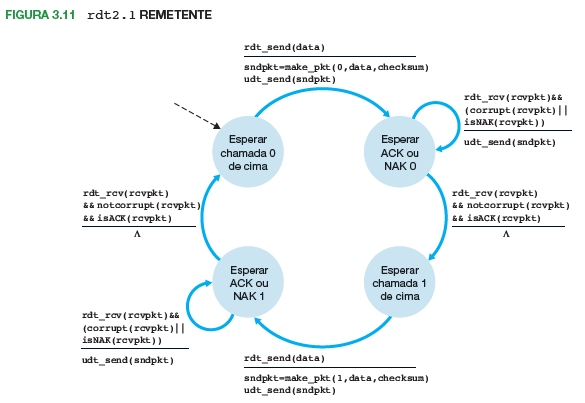 FIGURA 3.11 rdt2.1 REMETENTE
rdt_send(data)
sndpkt=make_pkt(0,data,checksum)
udt_send(sndpkt)
Esperar
chamada 0
de cima
Esperar
ACK ou
NAK 0
rdt_rcv(rcvpkt)&&
(corrupt(rcvpkt)||
isNAK(rcvpkt))
udt_send(sndpkt)
rdt_rcv(rcvpkt)
&& notcorrupt(rcvpkt)
&& isACK(rcvpkt)
Λ
rdt_rcv(rcvpkt)
&& notcorrupt(rcvpkt)
&& isACK(rcvpkt)
Λ
Esperar
ACK ou
NAK 1
Esperar
chamada 1
de cima
rdt_rcv(rcvpkt)&&
(corrupt(rcvpkt)||
isNAK(rcvpkt))
udt_send(sndpkt)
rdt_send(data)
sndpkt=make_pkt(1,data,checksum)
udt_send(sndpkt)